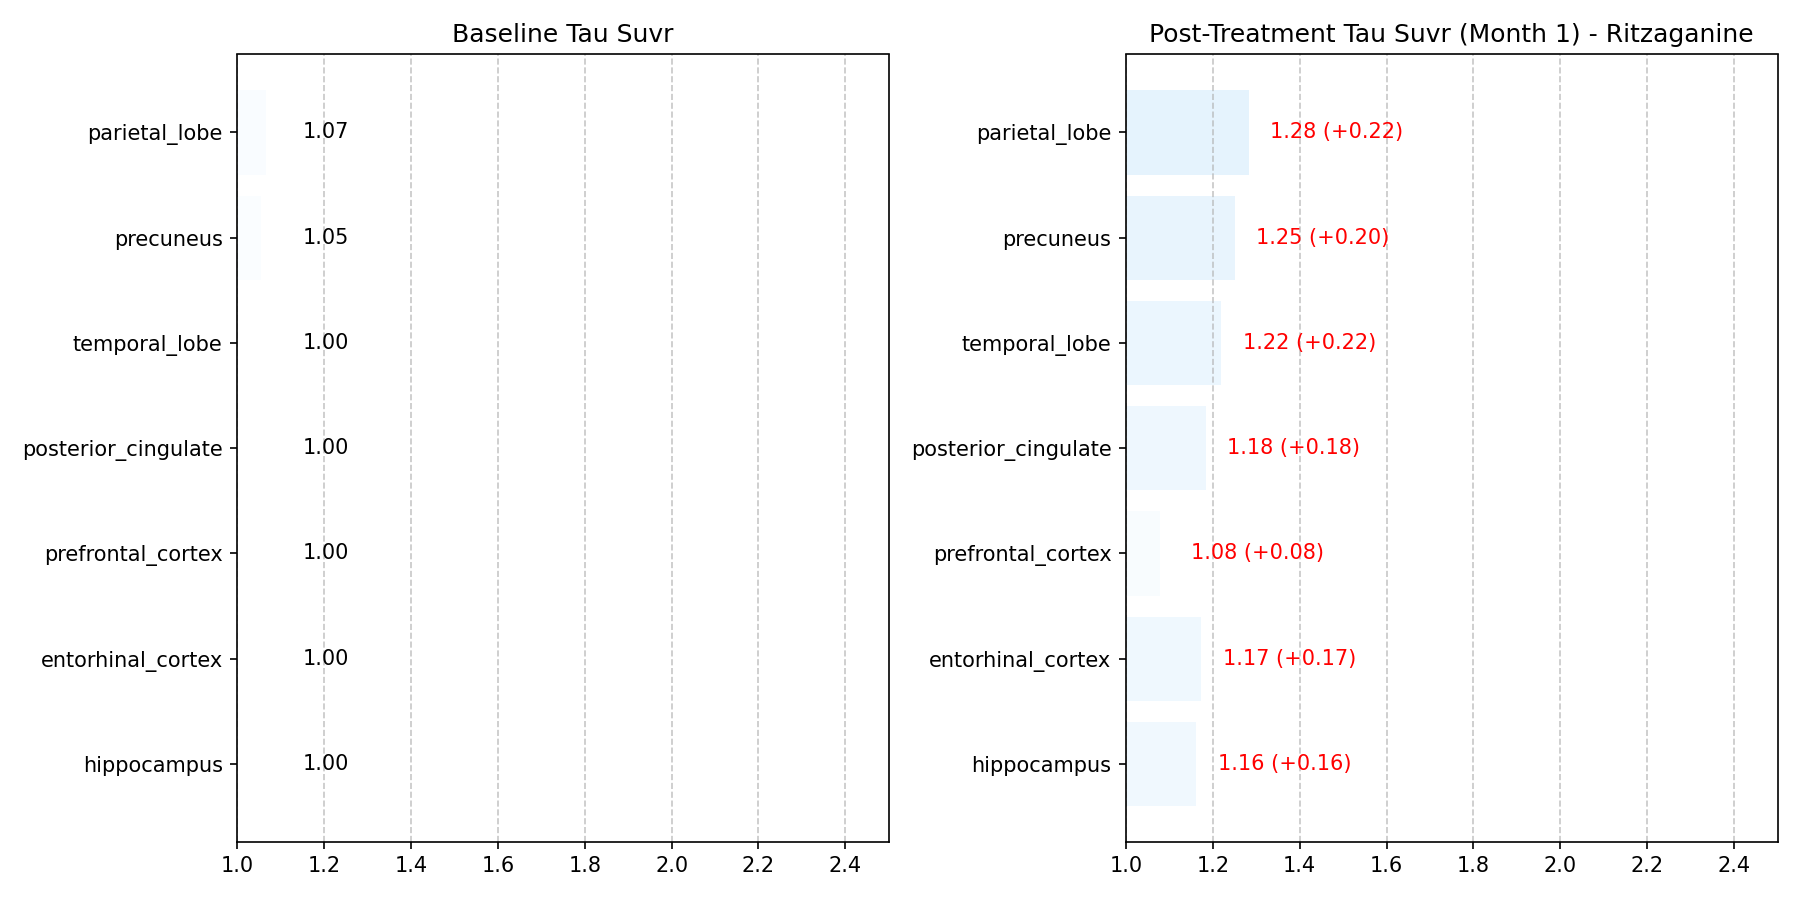 Baseline Tau Suvr
parietal_lobe 1.07
precuneus 1.05
temporal_lobe 1.00
posterior_cingulate 1.00
prefrontal_cortex 1.00
entorhinal_cortex 1.00
hippocampus 1.00
1.0 1.2 1.4 1.6 1.8 2.0 2.2 2.4
Post-Treatment Tau Suvr (Month 1) - Ritzaganine
parietal_lobe 1.28 (+0.22)
precuneus 1.25 (+0.20)
temporal_lobe 1.22 (+0.22)
posterior_cingulate 1.18 (+0.18)
prefrontal_cortex 1.08 (+0.08)
entorhinal_cortex 1.17 (+0.17)
hippocampus 1.16 (+0.16)
1.0 1.2 1.4 1.6 1.8 2.0 2.2 2.4